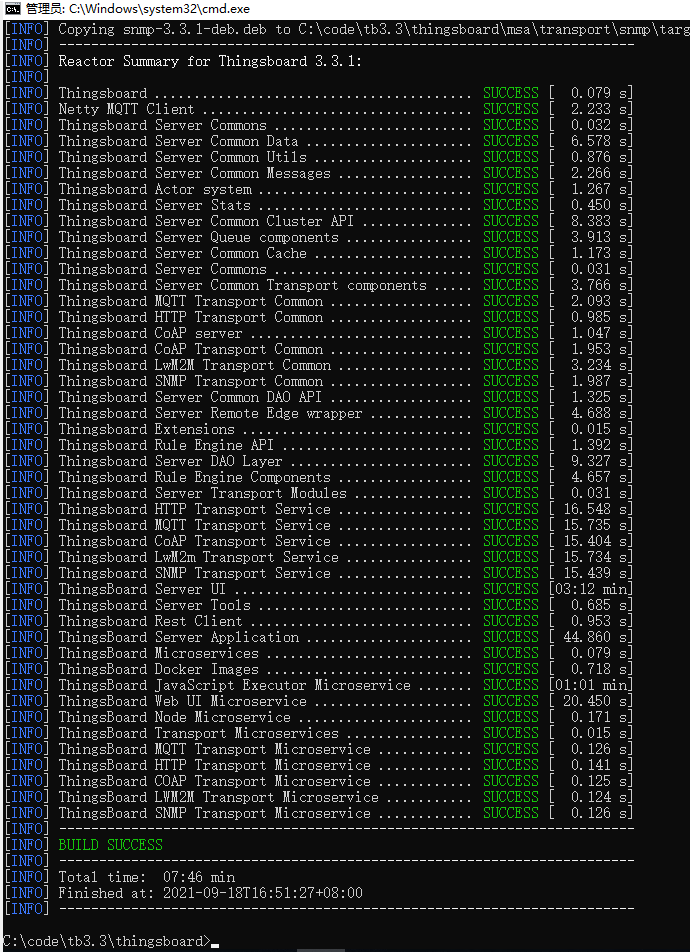 管理员: C:\Windows\system32\cmd.exe
[INFO] Copying snmp-3.3.1-deb.deb to C:\code\tb3.3\thingsboard\msa\transport\snmp\targ
[INFO] ------------------------------------------------------------------------
[INFO] Reactor Summary for Thingsboard 3.3.1:
[INFO]
[INFO] Thingsboard ........................................ SUCCESS [  0.079 s]
[INFO] Netty MQTT Client .................................. SUCCESS [  2.233 s]
[INFO] Thingsboard Server Commons ......................... SUCCESS [  0.032 s]
[INFO] Thingsboard Server Common Data ..................... SUCCESS [  6.578 s]
[INFO] Thingsboard Server Common Utils .................... SUCCESS [  0.876 s]
[INFO] Thingsboard Server Common Messages ................. SUCCESS [  2.266 s]
[INFO] Thingsboard Actor system ........................... SUCCESS [  1.267 s]
[INFO] Thingsboard Server Stats ........................... SUCCESS [  0.450 s]
[INFO] Thingsboard Server Common Cluster API .............. SUCCESS [  8.383 s]
[INFO] Thingsboard Server Queue components ................ SUCCESS [  3.913 s]
[INFO] Thingsboard Server Common Cache .................... SUCCESS [  1.173 s]
[INFO] Thingsboard Server Commons ......................... SUCCESS [  0.031 s]
[INFO] Thingsboard Server Common Transport components ..... SUCCESS [  3.766 s]
[INFO] Thingsboard MQTT Transport Common .................. SUCCESS [  2.093 s]
[INFO] Thingsboard HTTP Transport Common .................. SUCCESS [  0.985 s]
[INFO] Thingsboard CoAP server ............................ SUCCESS [  1.047 s]
[INFO] Thingsboard CoAP Transport Common .................. SUCCESS [  1.953 s]
[INFO] Thingsboard LwM2M Transport Common ................. SUCCESS [  3.234 s]
[INFO] Thingsboard SNMP Transport Common .................. SUCCESS [  1.987 s]
[INFO] Thingsboard Server Common DAO API .................. SUCCESS [  1.325 s]
[INFO] Thingsboard Server Remote Edge wrapper ............. SUCCESS [  4.688 s]
[INFO] Thingsboard Extensions ............................. SUCCESS [  0.015 s]
[INFO] Thingsboard Rule Engine API ........................ SUCCESS [  1.392 s]
[INFO] Thingsboard Server DAO Layer ....................... SUCCESS [  9.327 s]
[INFO] Thingsboard Rule Engine Components ................. SUCCESS [  4.657 s]
[INFO] Thingsboard Server Transport Modules ............... SUCCESS [  0.031 s]
[INFO] Thingsboard HTTP Transport Service ................. SUCCESS [ 16.548 s]
[INFO] Thingsboard MQTT Transport Service ................. SUCCESS [ 15.735 s]
[INFO] Thingsboard CoAP Transport Service ................. SUCCESS [ 15.404 s]
[INFO] Thingsboard LwM2m Transport Service ................ SUCCESS [ 15.734 s]
[INFO] Thingsboard SNMP Transport Service ................. SUCCESS [ 15.439 s]
[INFO] ThingsBoard Server UI .............................. SUCCESS [03:12 min]
[INFO] Thingsboard Server Tools ........................... SUCCESS [  0.685 s]
[INFO] Thingsboard Rest Client ............................ SUCCESS [  0.953 s]
[INFO] ThingsBoard Server Application ..................... SUCCESS [ 44.860 s]
[INFO] ThingsBoard Microservices .......................... SUCCESS [  0.079 s]
[INFO] ThingsBoard Docker Images .......................... SUCCESS [  0.718 s]
[INFO] ThingsBoard JavaScript Executor Microservice ....... SUCCESS [01:01 min]
[INFO] ThingsBoard Web UI Microservice .................... SUCCESS [ 20.450 s]
[INFO] ThingsBoard Node Microservice ...................... SUCCESS [  0.171 s]
[INFO] ThingsBoard Transport Microservices ................ SUCCESS [  0.015 s]
[INFO] ThingsBoard MQTT Transport Microservice ............ SUCCESS [  0.126 s]
[INFO] ThingsBoard HTTP Transport Microservice ............ SUCCESS [  0.141 s]
[INFO] ThingsBoard COAP Transport Microservice ............ SUCCESS [  0.125 s]
[INFO] ThingsBoard LWM2M Transport Microservice ........... SUCCESS [  0.124 s]
[INFO] ThingsBoard SNMP Transport Microservice ............ SUCCESS [  0.126 s]
[INFO] ------------------------------------------------------------------------
[INFO] BUILD SUCCESS
[INFO] ------------------------------------------------------------------------
[INFO] Total time:  07:46 min
[INFO] Finished at: 2021-09-18T16:51:27+08:00
[INFO] ------------------------------------------------------------------------
C:\code\tb3.3\thingsboard>